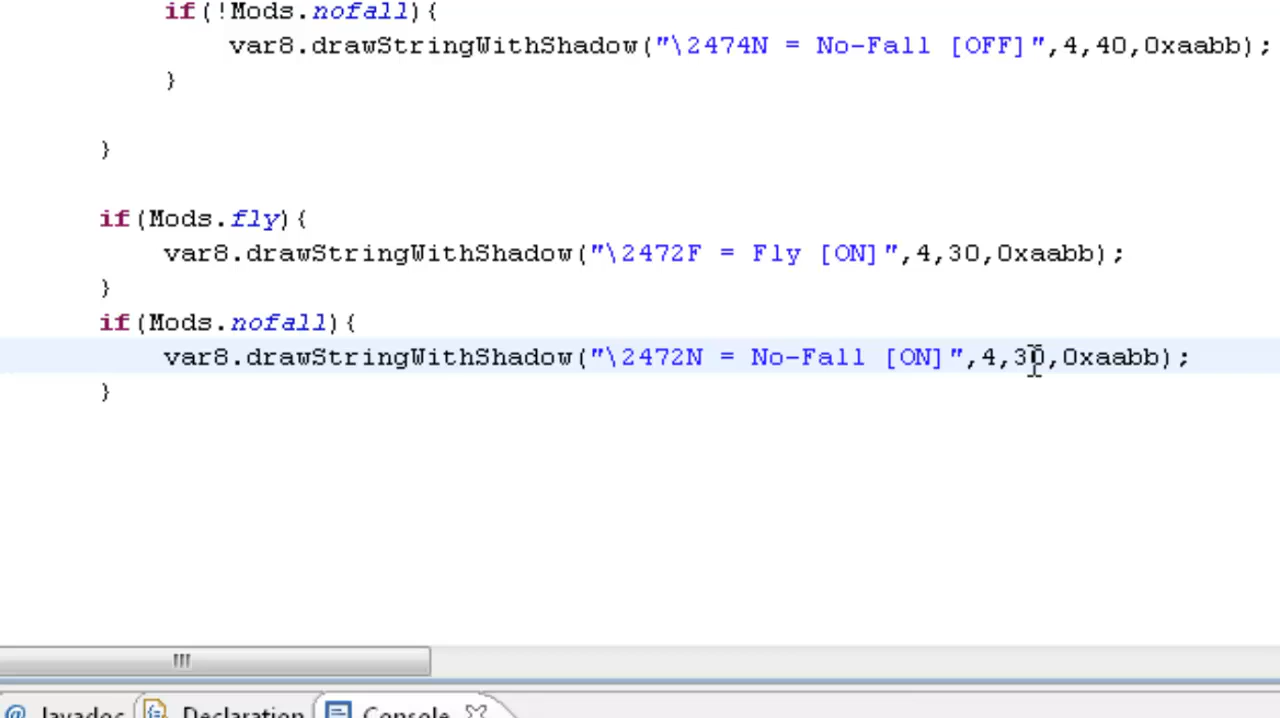 if(!Mods.nofall){
var8.drawStringWithShadow("\2474N = No-Fall [OFF]",4,40,0xaabb);
}
}
if(Mods.fly){
var8.drawStringWithShadow("\2472F = Fly [ON]",4,30,0xaabb);
}
if(Mods.nofall){
var8.drawStringWithShadow("\2472N = No-Fall [ON]",4,30,0xaabb);
}
@ Javadoc Declaration Console